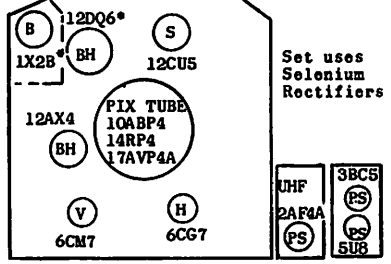 12DQ6*
B
S
BH
1X2B*
12CU5
Set uses
Selenium
Rectifiers
PIX TUBE
10ABP4
14RP4
17AVP4A
12AX4
BH
3BC5
UHF
PS
2AF4A
V
H
PS
PS
6CM7
6CG7
5U8